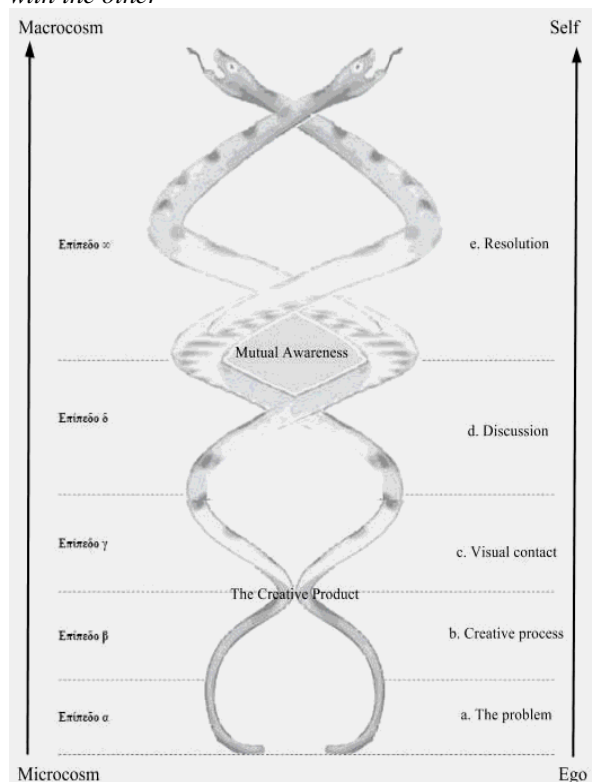 with the other
Macrocosm Self
Επίπεδο ∞ e. Resolution
Mutual Awareness
Επίπεδο δ d. Discussion
Επίπεδο γ c. Visual contact
The Creative Product
Επίπεδο β b. Creative process
Επίπεδο α a. The problem
Microcosm Ego